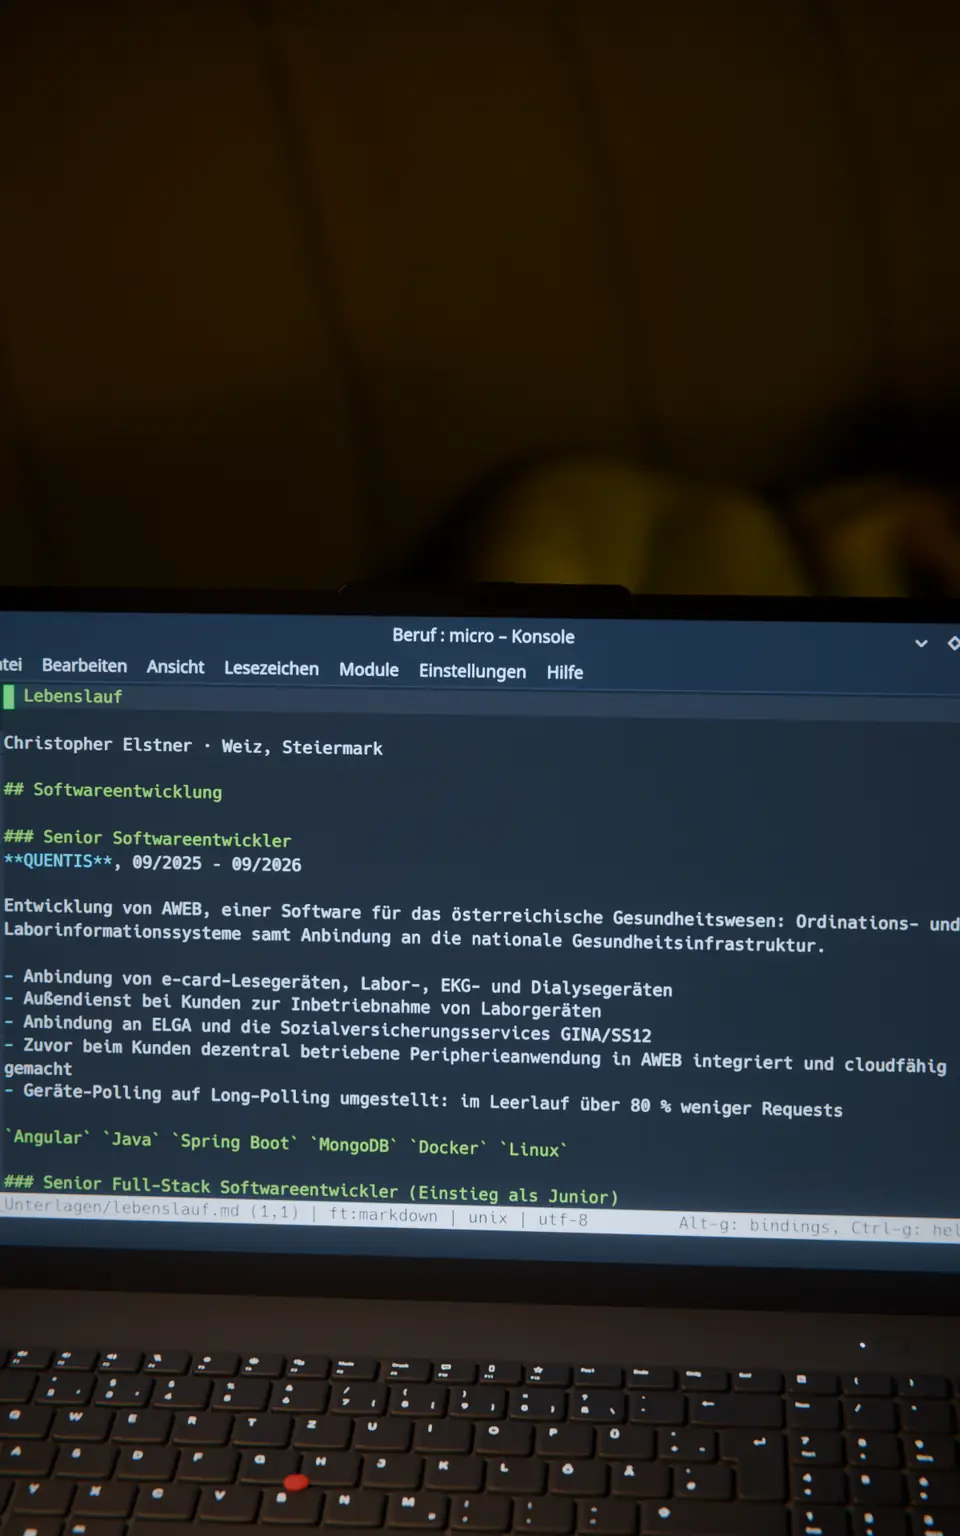 Beruf : micro – Konsole
tei Bearbeiten Ansicht Lesezeichen Module Einstellungen Hilfe
Lebenslauf
Christopher Elstner · Weiz, Steiermark
## Softwareentwicklung
### Senior Softwareentwickler
**QUENTIS**, 09/2025 - 09/2026
Entwicklung von AWEB, einer Software für das österreichische Gesundheitswesen: Ordinations- und
Laborinformationssysteme samt Anbindung an die nationale Gesundheitsinfrastruktur.
- Anbindung von e-card-Lesegeräten, Labor-, EKG- und Dialysegeräten
- Außendienst bei Kunden zur Inbetriebnahme von Laborgeräten
- Anbindung an ELGA und die Sozialversicherungsservices GINA/SS12
- Zuvor beim Kunden dezentral betriebene Peripherieanwendung in AWEB integriert und cloudfähig
gemacht
- Geräte-Polling auf Long-Polling umgestellt: im Leerlauf über 80 % weniger Requests
`Angular` `Java` `Spring Boot` `MongoDB` `Docker` `Linux`
### Senior Full-Stack Softwareentwickler (Einstieg als Junior)
Unterlagen/lebenslauf.md (1,1) | ft:markdown | unix | utf-8 Alt-g: bindings, Ctrl-g: hel
W E R T Z U I O P Ü
A S D F G H J K L Ö Ä
Y X C V B N M